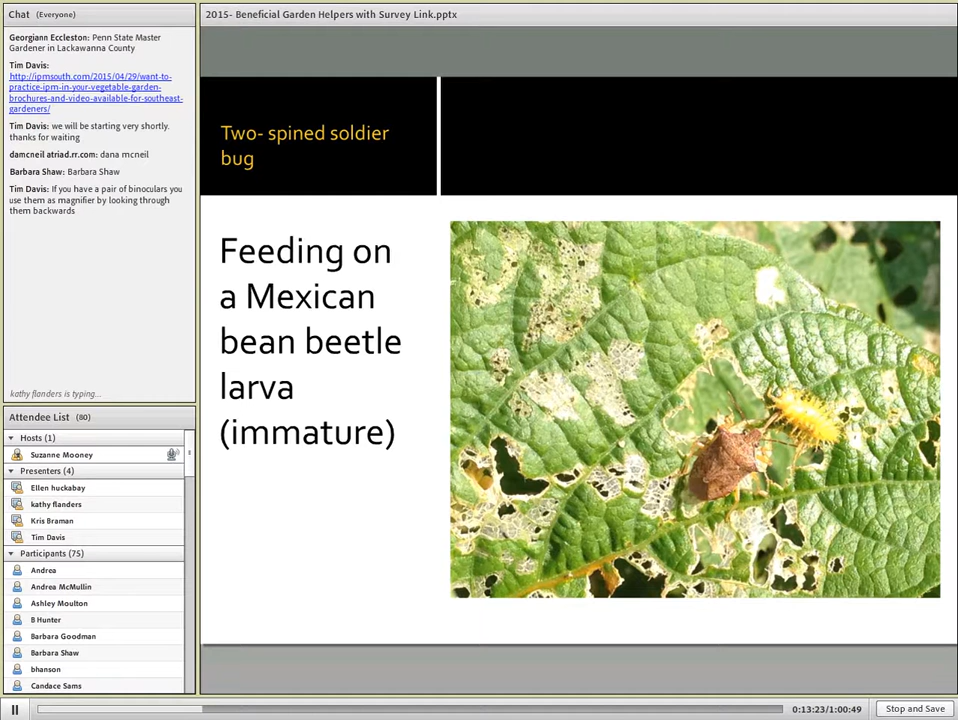 Chat (Everyone)
Georgiann Eccleston: Penn State Master
Gardener in Lackawanna County
Tim Davis:
http://ipmsouth.com/2015/04/29/want-to-
practice-ipm-in-your-vegetable-garden-
brochures-and-video-available-for-southeast-
gardeners/
Tim Davis: we will be starting very shortly.
thanks for waiting
damcneil atriad.rr.com: dana mcneil
Barbara Shaw: Barbara Shaw
Tim Davis: If you have a pair of binoculars you
use them as magnifier by looking through
them backwards
kathy flanders is typing...
Attendee List (80)
Hosts (1)
Suzanne Mooney
Presenters (4)
Ellen huckabay
kathy flanders
Kris Braman
Tim Davis
Participants (75)
Andrea
Andrea McMullin
Ashley Moulton
B Hunter
Barbara Goodman
Barbara Shaw
bhanson
Candace Sams
2015- Beneficial Garden Helpers with Survey Link.pptx
Two- spined soldier
bug
Feeding on
a Mexican
bean beetle
larva
(immature)
0:13:23/1:00:49
Stop and Save